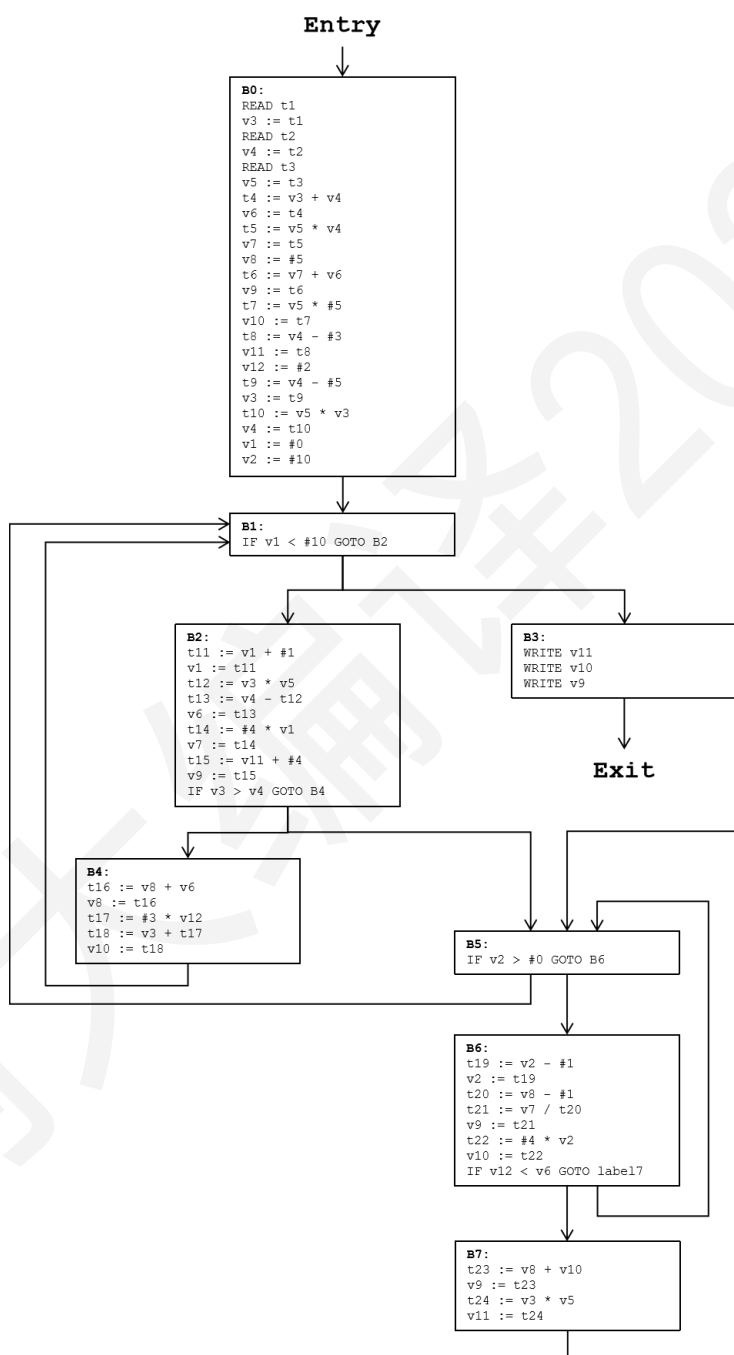 Entry
B0:
READ t1
v3 := t1
READ t2
v4 := t2
READ t3
v5 := t3
t4 := v3 + v4
v6 := t4
t5 := v5 * v4
v7 := t5
v8 := #5
t6 := v7 + v6
v9 := t6
t7 := v5 * #5
v10 := t7
t8 := v4 - #3
v11 := t8
v12 := #2
t9 := v4 - #5
v3 := t9
t10 := v5 * v3
v4 := t10
v1 := #0
v2 := #10
B1:
IF v1 < #10 GOTO B2
B2:
t11 := v1 + #1
v1 := t11
t12 := v3 * v5
t13 := v4 - t12
v6 := t13
t14 := #4 * v1
v7 := t14
t15 := v11 + #4
v9 := t15
IF v3 > v4 GOTO B4
B3:
WRITE v11
WRITE v10
WRITE v9
Exit
B4:
t16 := v8 + v6
v8 := t16
t17 := #3 * v12
t18 := v3 + t17
v10 := t18
B5:
IF v2 > #0 GOTO B6
B6:
t19 := v2 - #1
v2 := t19
t20 := v8 - #1
t21 := v7 / t20
v9 := t21
t22 := #4 * v2
v10 := t22
IF v12 < v6 GOTO label7
B7:
t23 := v8 + v10
v9 := t23
t24 := v3 * v5
v11 := t24
大编译20